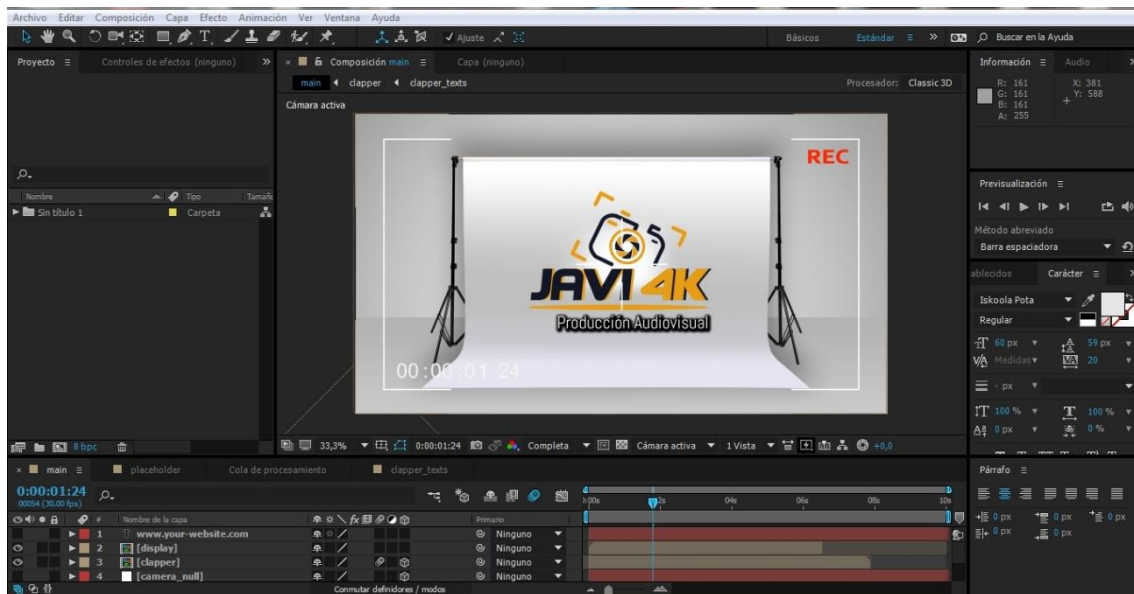 Archivo Editar Composición Capa Efecto Animación Ver Ventana Ayuda
Ajuste Básicos Estándar Buscar en la Ayuda
Proyecto Controles de efectos (ninguno) Composición main Capa (ninguno) Información Audio
main clapper clapper_texts Procesador: Classic 3D
R: 161 X: 381
G: 161 Y: 588
B: 161
A: 255
Cámara activa
REC
Nombre Tipo Tamaño
Sin título 1 Carpeta
Previsualización
Método abreviado
Barra espaciadora
JAVI 4K
Producción Audiovisual
00:00:01:24
ablecidos Carácter
Iskoola Pota
Regular
60 px 59 px
Medidas 20
- px
100 % 100 %
0 px 0 %
8 bpc 33,3% 0:00:01:24 Completa Cámara activa 1 Vista +0,0
main placeholder Cola de procesamiento clapper_texts Párrafo
0:00:01:24
00054 (30.00 fps)
02s 04s 06s 08s 10s
# Nombre de la capa Primario
1 www.your-website.com Ninguno
2 [display] Ninguno
3 [clapper] Ninguno
4 [camera_null] Ninguno
0 px 0 px 0 px
0 px 0 px
Conmutar definidores / modos